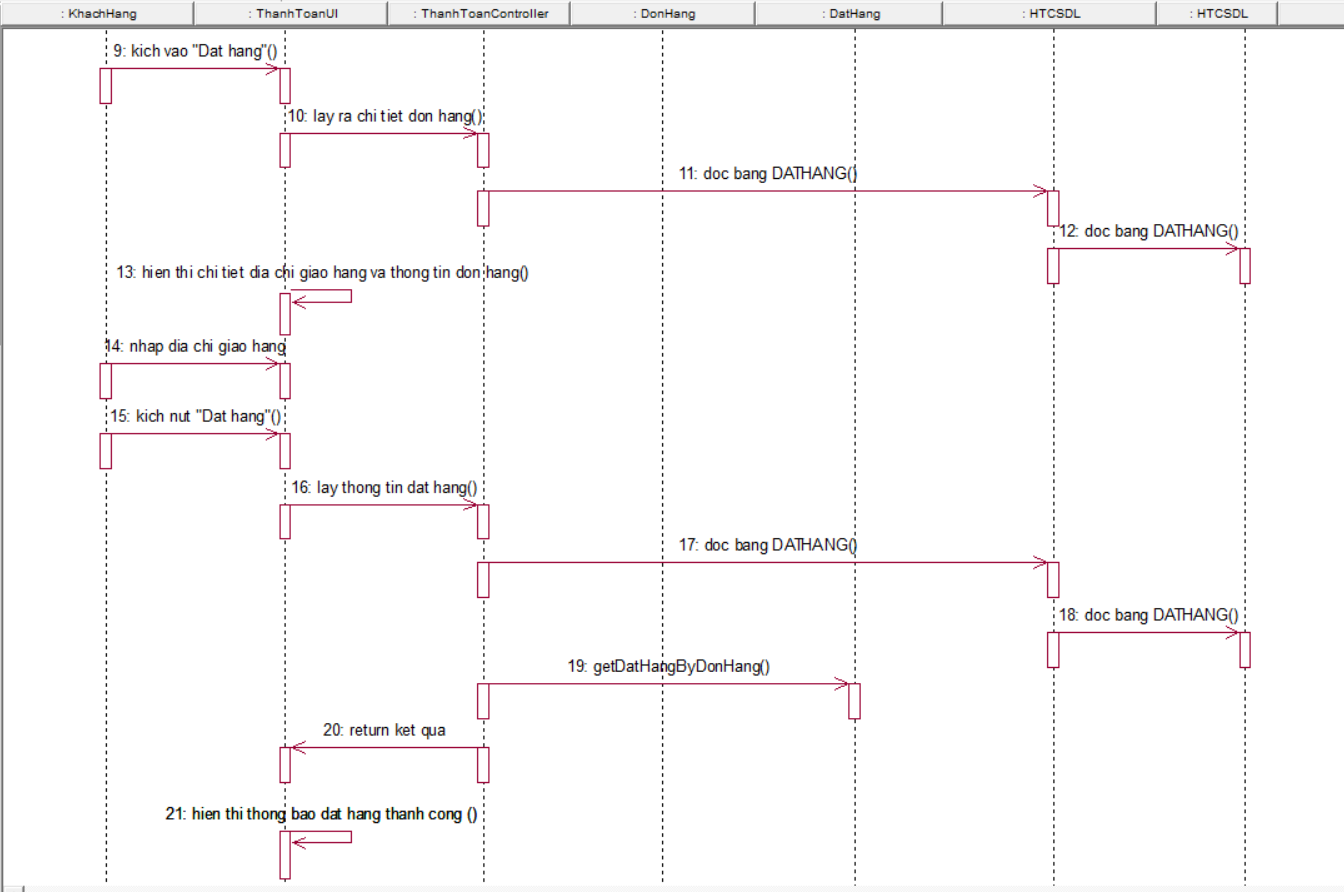 : KhachHang
: ThanhToanUI
: ThanhToanController
: DonHang
: DatHang
: HTCSDL
: HTCSDL
9: kich vao "Dat hang"()
10: lay ra chi tiet don hang()
11: doc bang DATHANG()
12: doc bang DATHANG()
13: hien thi chi tiet dia chi giao hang va thong tin don hang()
14: nhap dia chi giao hang
15: kich nut "Dat hang"()
16: lay thong tin dat hang()
17: doc bang DATHANG()
18: doc bang DATHANG()
19: getDatHangByDonHang()
20: return ket qua
21: hien thi thong bao dat hang thanh cong ()